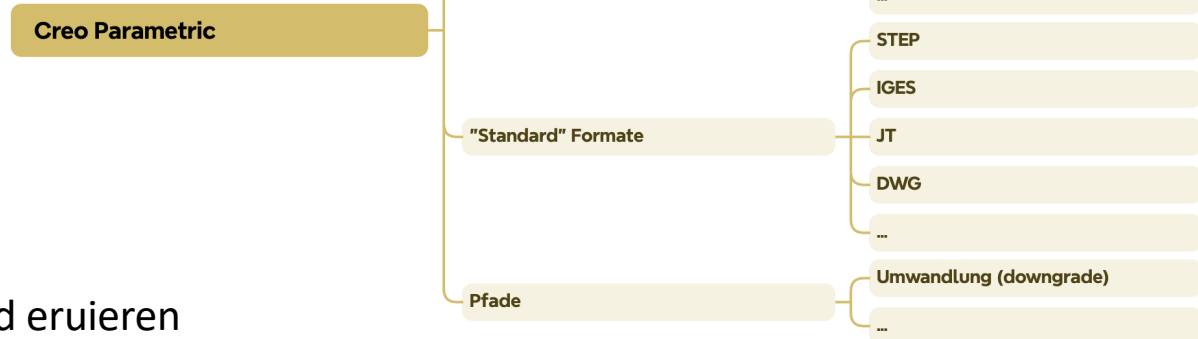 ...
Creo Parametric
STEP
IGES
"Standard" Formate
JT
DWG
...
Umwandlung (downgrade)
Pfade
d eruieren
...